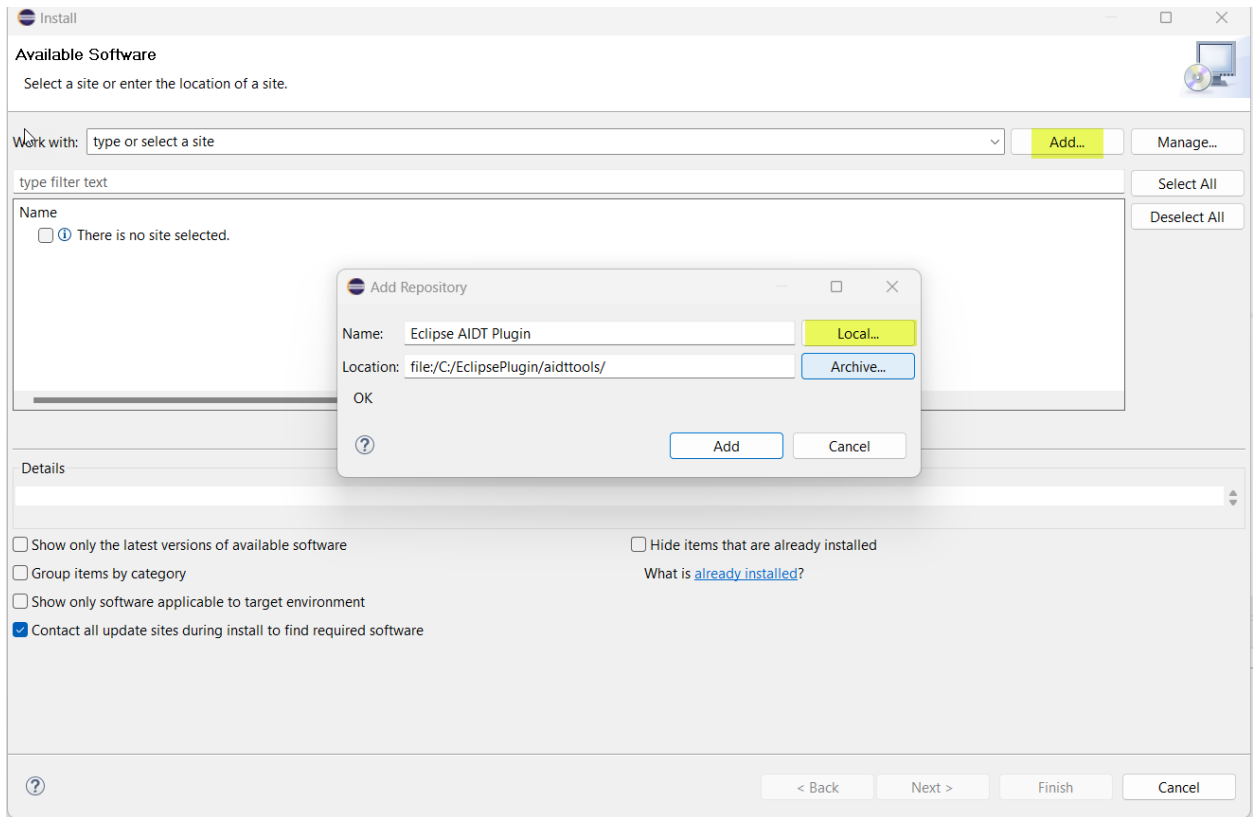 Install
Available Software
Select a site or enter the location of a site.
Work with: type or select a site Add... Manage...
type filter text Select All
Name Deselect All
There is no site selected.
Add Repository
Name: Eclipse AIDT Plugin Local...
Location: file:/C:/EclipsePlugin/aidttools/ Archive...
OK
? Add Cancel
Details
Show only the latest versions of available software Hide items that are already installed
Group items by category What is already installed?
Show only software applicable to target environment
Contact all update sites during install to find required software
? < Back Next > Finish Cancel